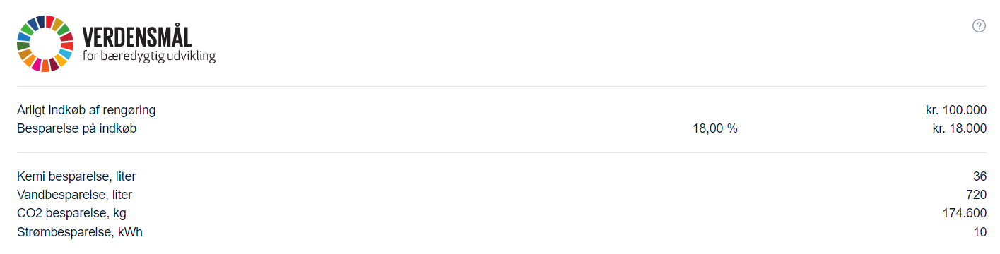 VERDENSMÅL
for bæredygtig udvikling
?
Årligt indkøb af rengøring kr. 100.000
Besparelse på indkøb 18,00 % kr. 18.000
Kemi besparelse, liter 36
Vandbesparelse, liter 720
CO2 besparelse, kg 174.600
Strømbesparelse, kWh 10